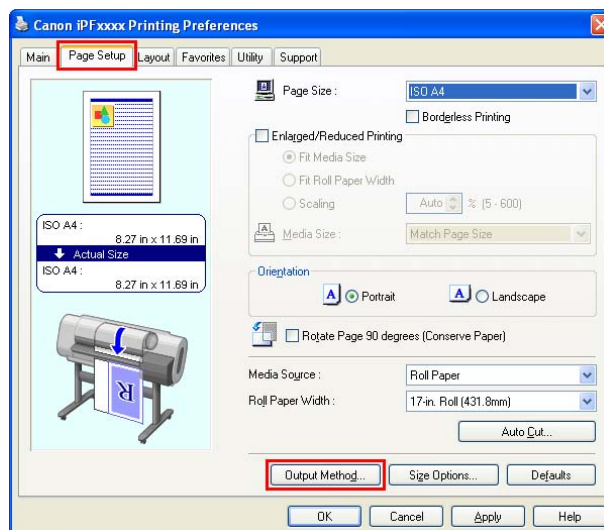 Canon iPFxxxx Printing Preferences
Main Page Setup Layout Favorites Utility Support
Page Size : ISO A4
Borderless Printing
Enlarged/Reduced Printing
Fit Media Size
Fit Roll Paper Width
Scaling Auto % (5 - 600)
Media Size : Match Page Size
ISO A4 :
8.27 in x 11.69 in
Actual Size
ISO A4 :
8.27 in x 11.69 in
Orientation
A Portrait A Landscape
Rotate Page 90 degrees (Conserve Paper)
R
Media Source : Roll Paper
Roll Paper Width : 17-in. Roll (431.8mm)
Auto Cut...
Output Method... Size Options... Defaults
OK Cancel Apply Help